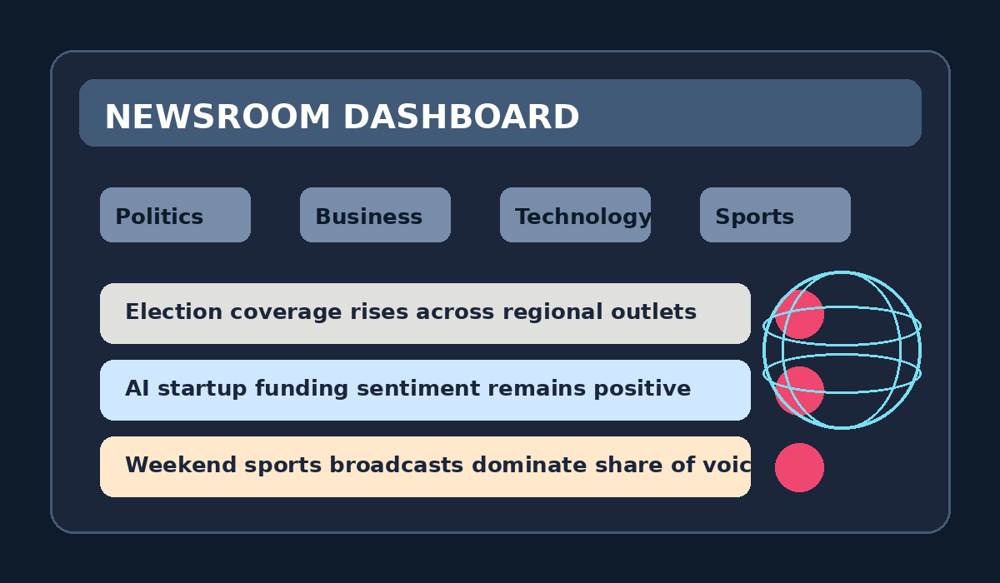 NEWSROOM DASHBOARD
Politics Business Technology Sports
Election coverage rises across regional outlets
AI startup funding sentiment remains positive
Weekend sports broadcasts dominate share of voic